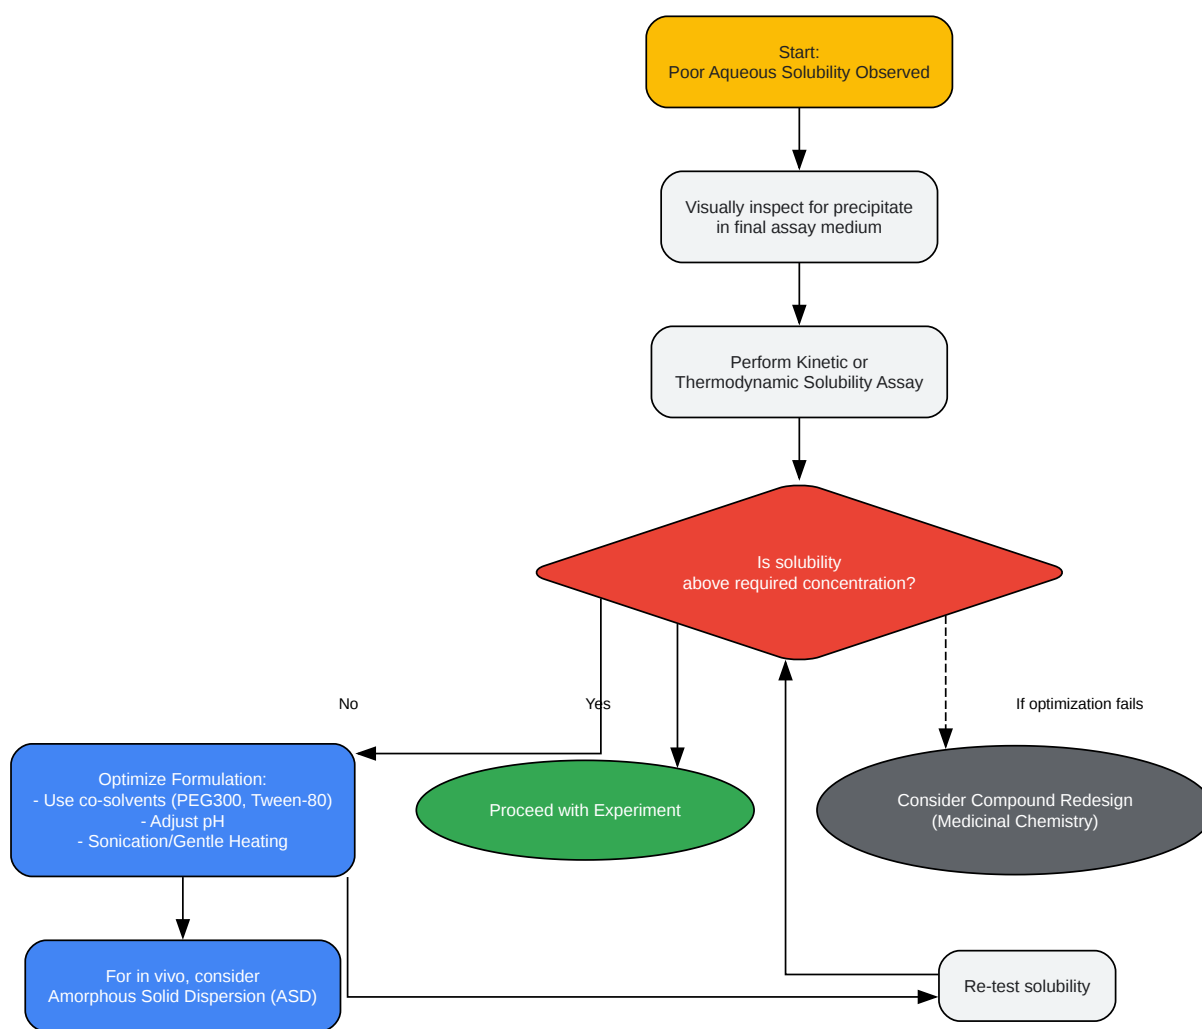 Start:
Poor Aqueous Solubility Observed
Visually inspect for precipitate
in final assay medium
Perform Kinetic or
Thermodynamic Solubility Assay
Is solubility
above required concentration?
No
Yes
If optimization fails
Optimize Formulation:
- Use co-solvents (PEG300, Tween-80)
- Adjust pH
- Sonication/Gentle Heating
Proceed with Experiment
Consider Compound Redesign
(Medicinal Chemistry)
For in vivo, consider
Amorphous Solid Dispersion (ASD)
Re-test solubility